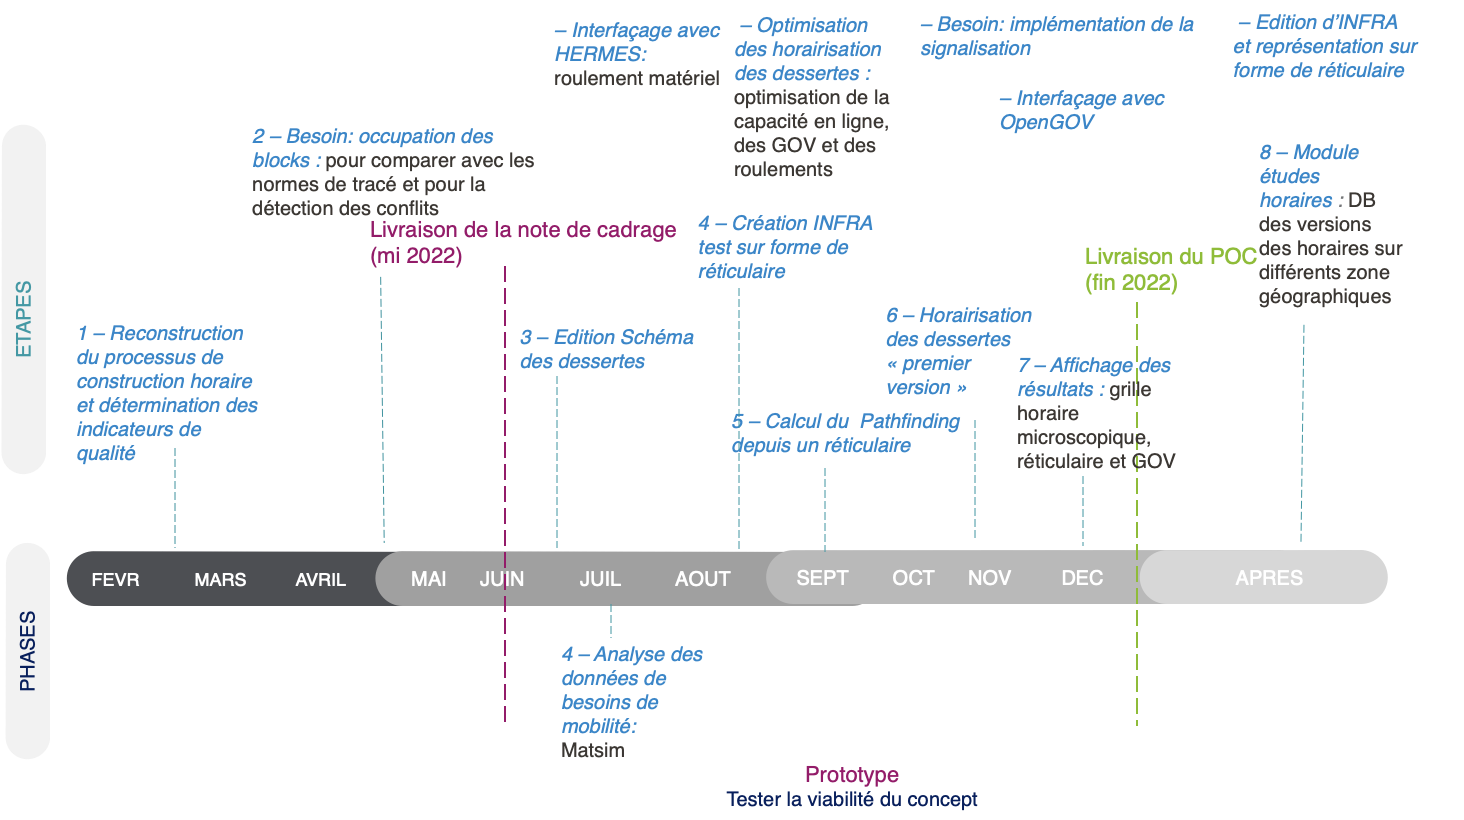 – Interfaçage avec
HERMES:
roulement matériel
– Optimisation
des horairisation
des dessertes :
optimisation de la
capacité en ligne,
des GOV et des
roulements
– Besoin: implémentation de la
signalisation
– Interfaçage avec
OpenGOV
– Edition d’INFRA
et représentation sur
forme de réticulaire
ETAPES
2 – Besoin: occupation des
blocks : pour comparer avec les
normes de tracé et pour la
détection des conflits
Livraison de la note de cadrage
(mi 2022)
4 – Création INFRA
test sur forme de
réticulaire
Livraison du POC
(fin 2022)
8 – Module
études
horaires : DB
des versions
des horaires sur
différents zone
géographiques
1 – Reconstruction
du processus de
construction horaire
et détermination des
indicateurs de
qualité
3 – Edition Schéma
des dessertes
6 – Horairisation
des dessertes
« premier
version »
7 – Affichage des
résultats : grille
horaire
microscopique,
réticulaire et GOV
5 – Calcul du Pathfinding
depuis un réticulaire
PHASES
FEVR MARS AVRIL MAI JUIN JUIL AOUT SEPT OCT NOV DEC APRES
4 – Analyse des
données de
besoins de
mobilité:
Matsim
Prototype
Tester la viabilité du concept